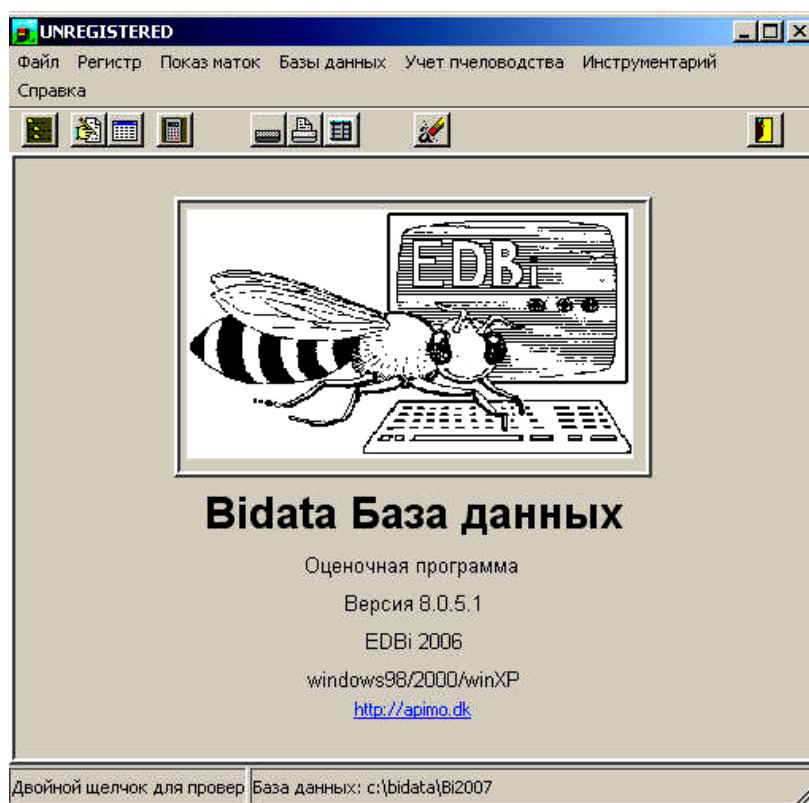 UNREGISTERED
Файл Регистр Показ маток Базы данных Учет пчеловодства Инструментарий
Справка
EDBi
Bidata База данных
Оценочная программа
Версия 8.0.5.1
EDBi 2006
windows98/2000/winXP
http://apimo.dk
Двойной щелчок для провер База данных: c:\bidata\Bi2007